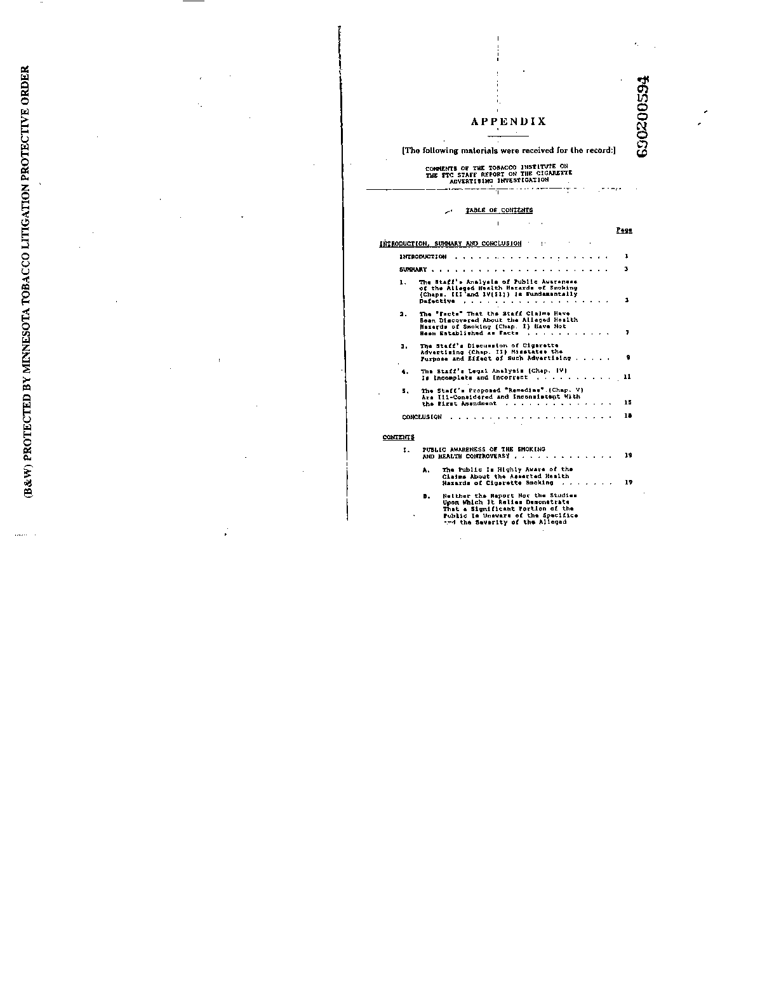 (B&W) PROTECTED BY MINNESOTA TOBACCO LITIGATION PROTECTIVE ORDER
690200594
APPENDIX
[The following materials were received for the record:]
COMMENTS OF THE TOBACCO INSTITUTE ON
THE FTC STAFF REPORT ON THE CIGARETTE
ADVERTISING INVESTIGATION
TABLE OF CONTENTS
Page
INTRODUCTION, SUMMARY AND CONCLUSION
INTRODUCTION . . . . . . . . . . . . . . . . . . . . 1
SUMMARY . . . . . . . . . . . . . . . . . . . . . . . 3
1. The Staff's Analysis of Public Awareness
of the Alleged Health Hazards of Smoking
(Chaps. III and IV[II]) Is Fundamentally
Defective . . . . . . . . . . . . . . . . . . . 3
2. The "Facts" That the Staff Claims Have
Been Discovered About the Alleged Health
Hazards of Smoking (Chap. I) Have Not
Been Established as Facts . . . . . . . . . . . 7
3. The Staff's Discussion of Cigarette
Advertising (Chap. II) Misstates the
Purpose and Effect of Such Advertising . . . . . 9
4. The Staff's Legal Analysis (Chap. IV)
Is Incomplete and Incorrect . . . . . . . . . . 11
5. The Staff's Proposed "Remedies" (Chap. V)
Are Ill-Considered and Inconsistent With
the First Amendment . . . . . . . . . . . . . . 15
CONCLUSION . . . . . . . . . . . . . . . . . . . . . 18
CONTENTS
I. PUBLIC AWARENESS OF THE SMOKING
AND HEALTH CONTROVERSY . . . . . . . . . . . . . 19
A. The Public Is Highly Aware of the
Claims About the Asserted Health
Hazards of Cigarette Smoking . . . . . . . 19
B. Neither the Report Nor the Studies
Upon Which It Relies Demonstrate
That a Significant Portion of the
Public Is Unaware of the Specifics
and the Severity of the Alleged